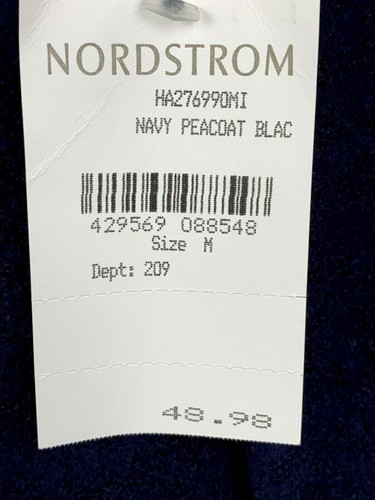 NORDSTROM
HA276990MI
NAVY PEACOAT BLAC
429569 088548
Size M
Dept: 209
48.98